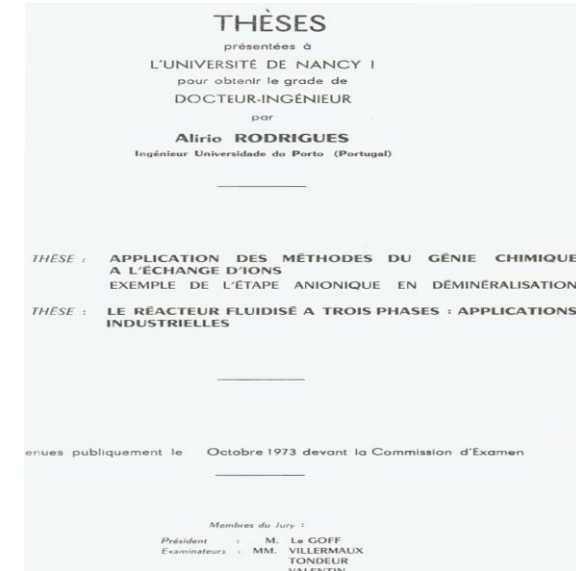 THÈSES
présentées à
L'UNIVERSITÉ DE NANCY I
pour obtenir le grade de
DOCTEUR-INGÉNIEUR
par
Alirio RODRIGUES
Ingénieur Universidade do Porto (Portugal)
THÈSE : APPLICATION DES MÉTHODES DU GÉNIE CHIMIQUE
A L'ÉCHANGE D'IONS
EXEMPLE DE L'ÉTAPE ANIONIQUE EN DÉMINÉRALISATION
THÈSE : LE RÉACTEUR FLUIDISÉ A TROIS PHASES : APPLICATIONS
INDUSTRIELLES
enues publiquement le Octobre 1973 devant la Commission d'Examen
Membres du Jury :
Président : M. Le GOFF
Examinateurs : MM. VILLERMAUX
TONDEUR
VALENTIN